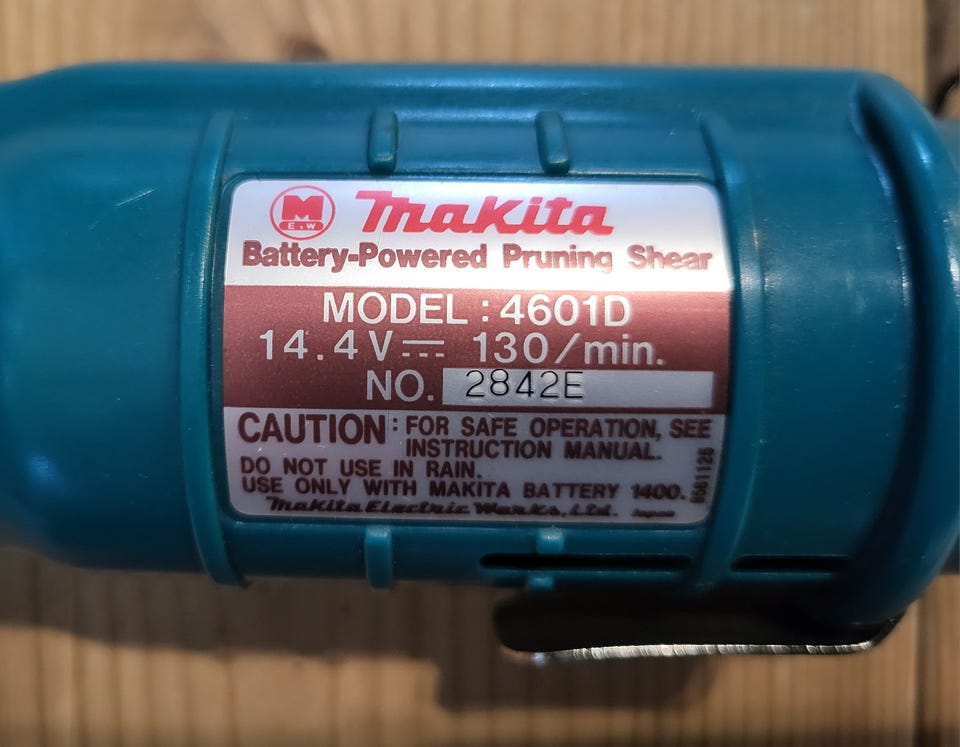 M
E.W
Makita
Battery-Powered Pruning Shear
MODEL : 4601D
14.4V⎓ 130/min.
NO. 2842E
CAUTION : FOR SAFE OPERATION, SEE
INSTRUCTION MANUAL.
DO NOT USE IN RAIN.
USE ONLY WITH MAKITA BATTERY 1400.
Makita Electric Works, Ltd. Japan